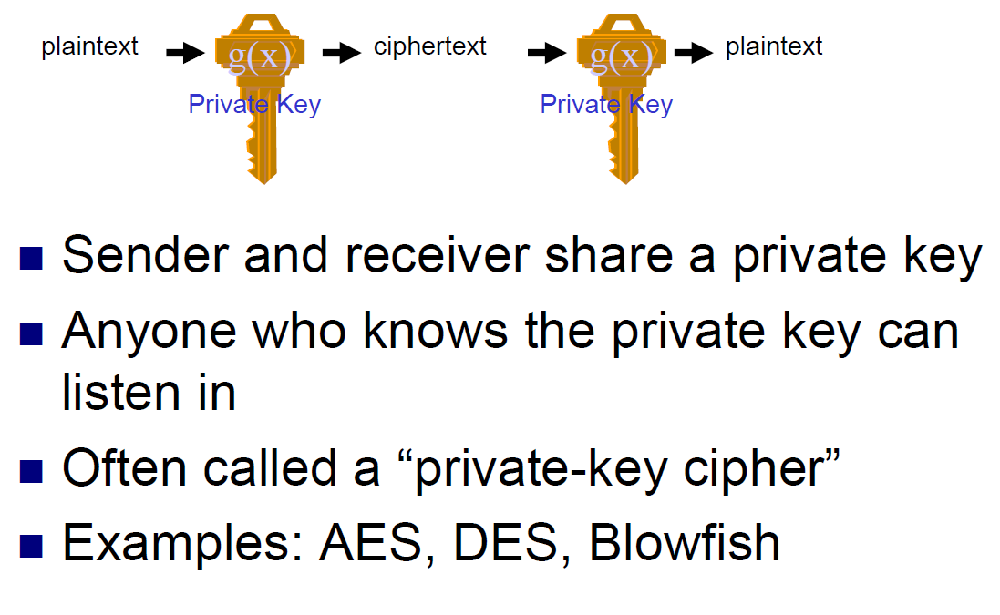 plaintext g(x) ciphertext g(x) plaintext
Private Key Private Key
Sender and receiver share a private key
Anyone who knows the private key can
listen in
Often called a “private-key cipher”
Examples: AES, DES, Blowfish